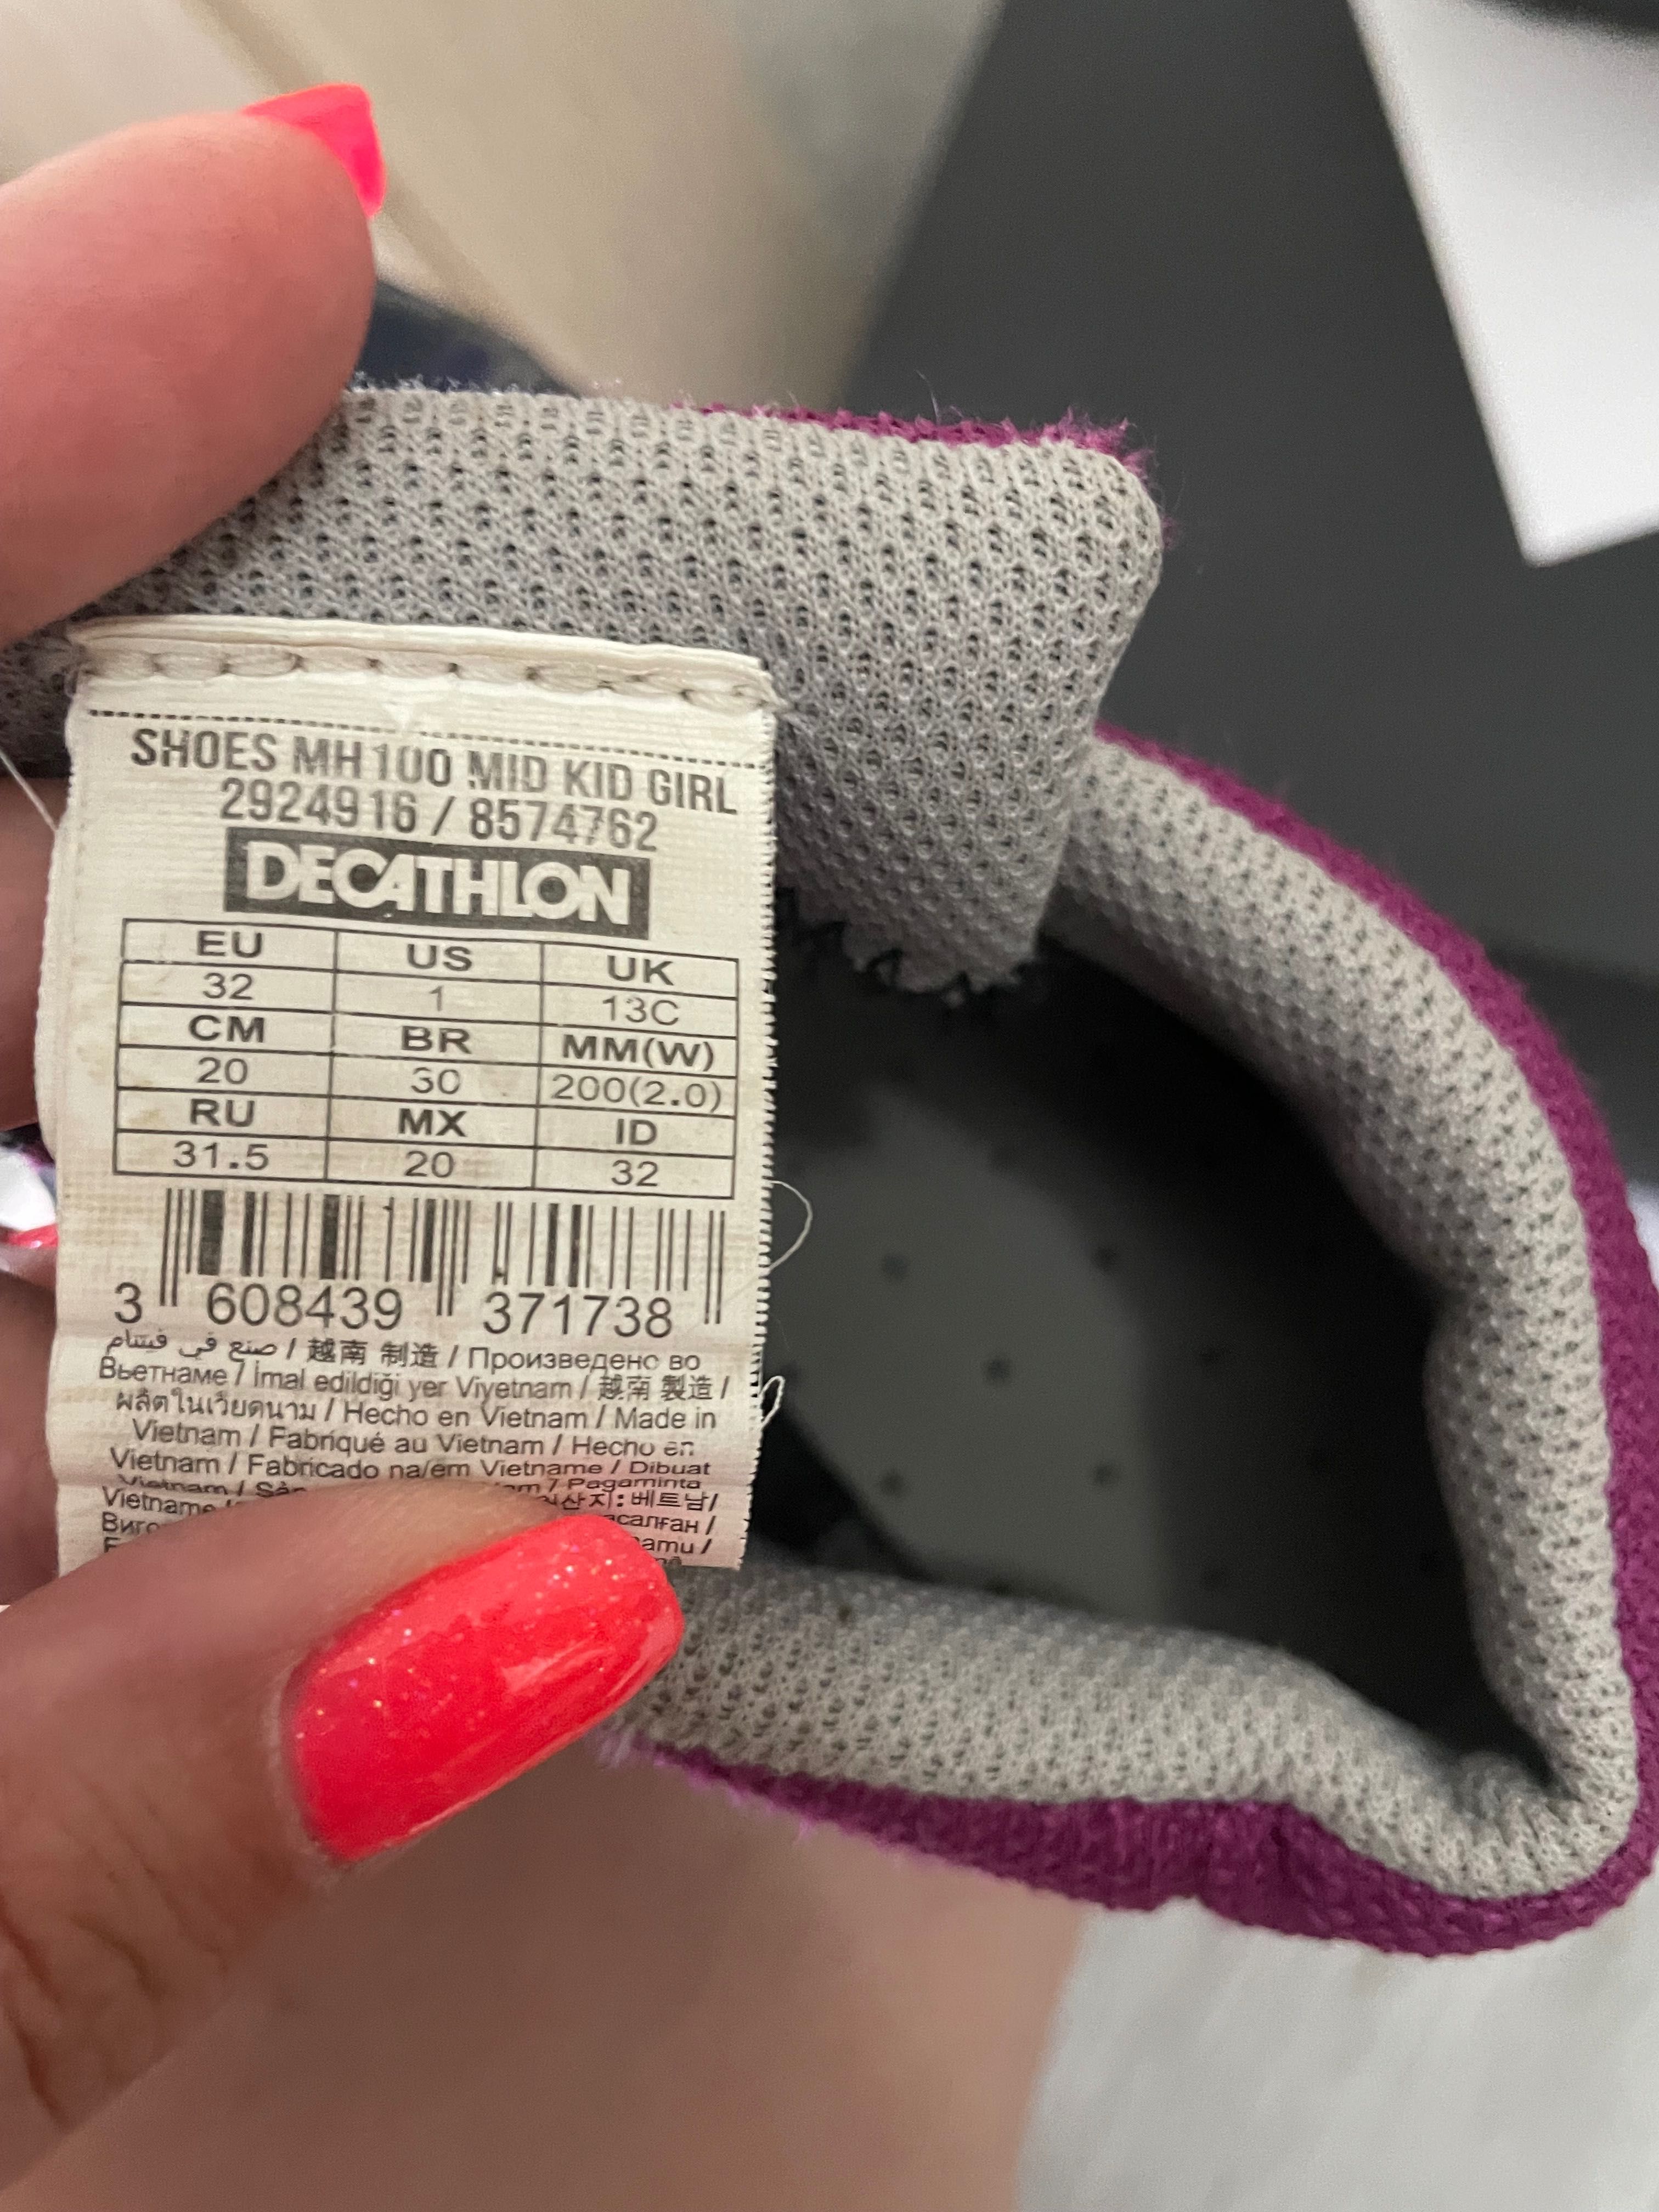 SHOES MH100 MID KID GIRL
2924916 / 8574762
DECATHLON
EU US UK
32 1 13C
CM BR MM(W)
20 30 200(2.0)
RU MX ID
31.5 20 32
3 608439 371738
صنع في فيتنام / 越南 制造 / Произведено во
Вьетнаме / İmal edildiği yer Viyetnam / 越南 製造 /
ผลิตในเวียดนาม / Hecho en Vietnam / Made in
Vietnam / Fabriqué au Vietnam / Hecho en
Vietnam / Fabricado na/em Vietname / Dibuat
Vietnam / / Pagaminta
Vietname 베트남/